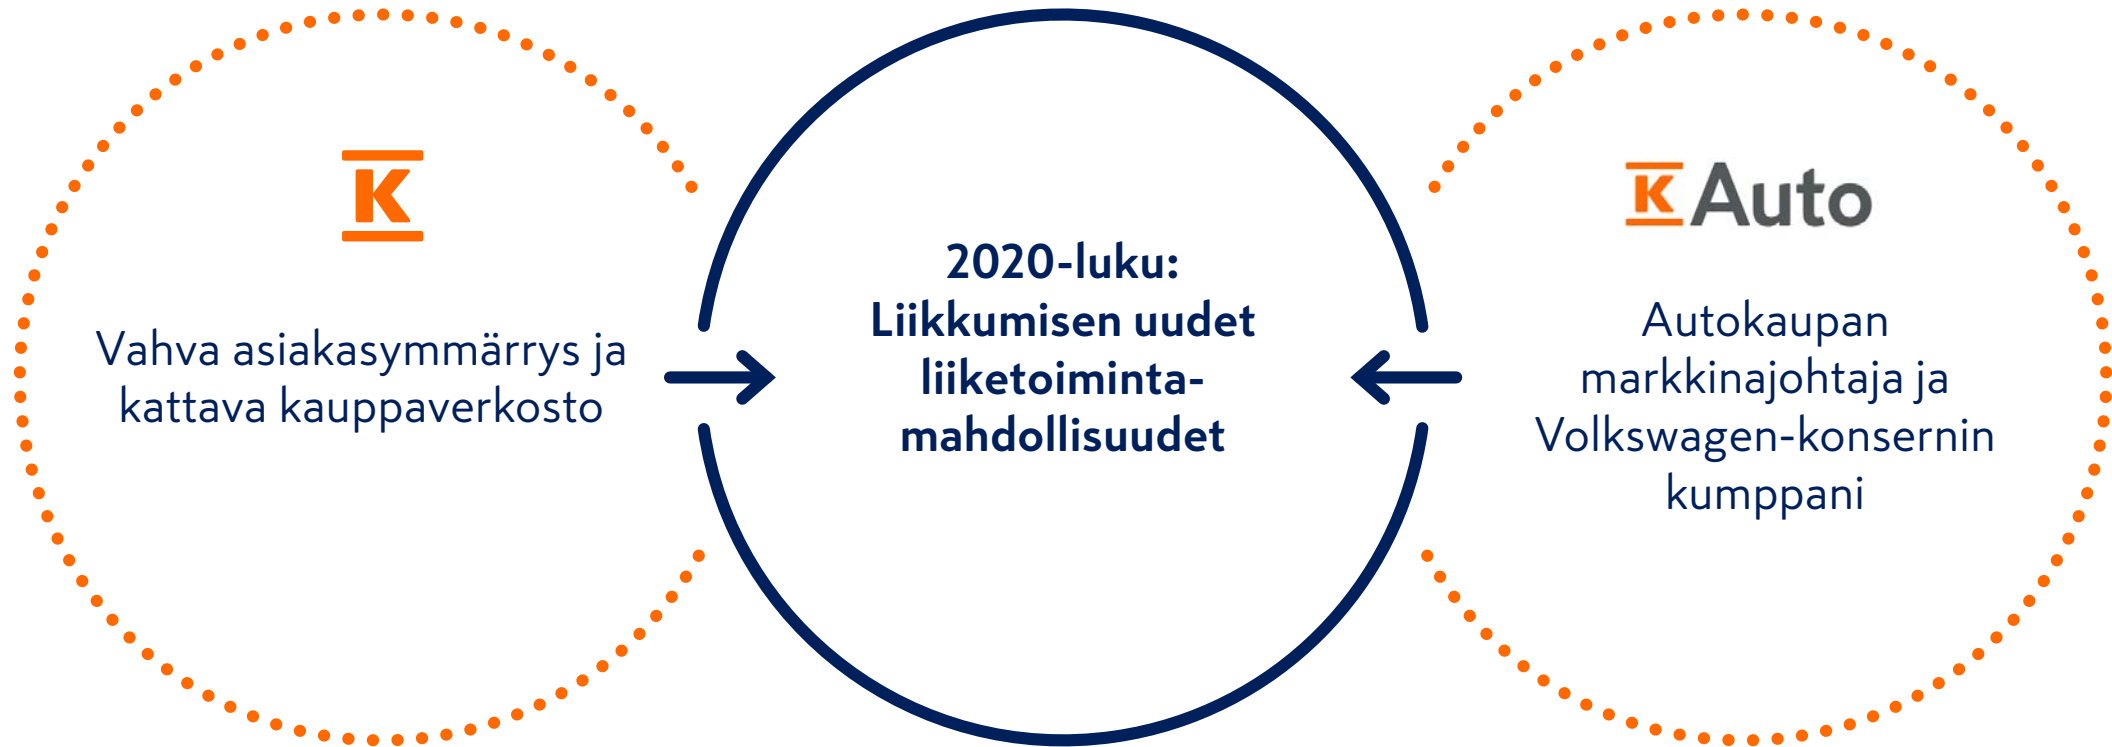 K
Vahva asiakasymmärrys ja
kattava kauppaverkosto
2020-luku:
Liikkumisen uudet
liiketoiminta-
mahdollisuudet
K Auto
Autokaupan
markkinajohtaja ja
Volkswagen-konsernin
kumppani